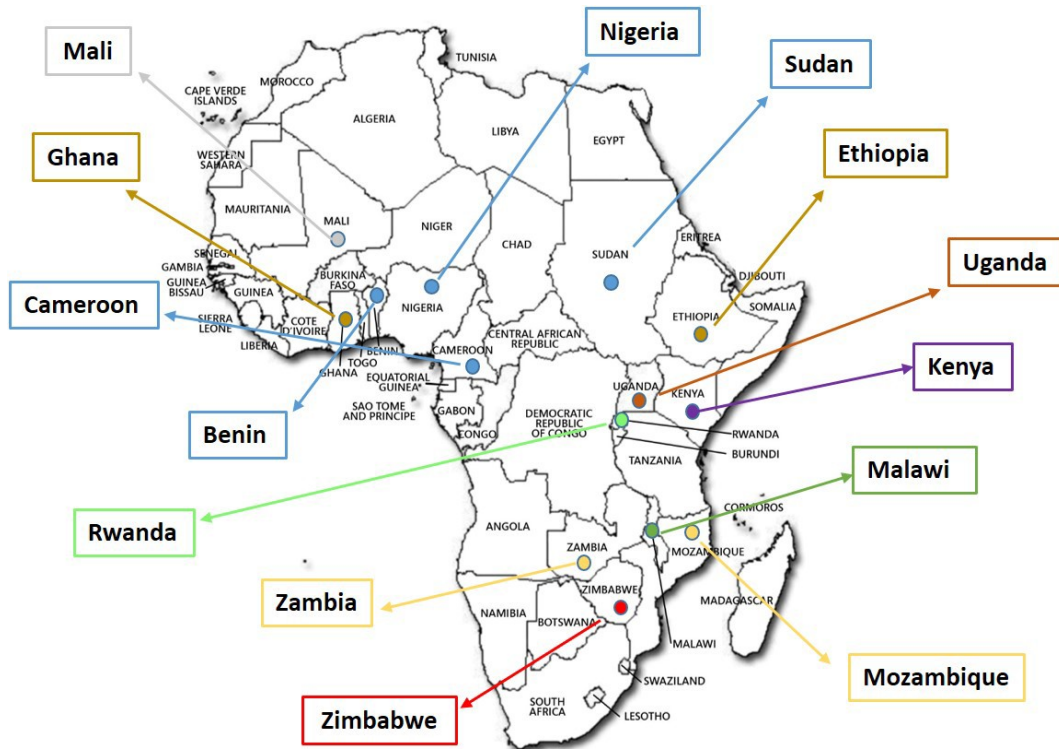 Nigeria
Mali
Sudan
TUNISIA
MOROCCO
CAPE VERDE
ISLANDS
ALGERIA
LIBYA
EGYPT
Ghana
WESTERN
SAHARA
Ethiopia
MAURITANIA
MALI
NIGER
CHAD
SUDAN
ERITREA
SENEGAL
GAMBIA
GUINEA
BISSAU
GUINEA
BURKINA
FASO
NIGERIA
DJIBOUTI
SOMALIA
Uganda
Cameroon
SIERRA
LEONE
COTE
D'IVOIRE
LIBERIA
GHANA
TOGO
BENIN
CAMEROON
CENTRAL AFRICAN
REPUBLIC
ETHIOPIA
EQUATORIAL
GUINEA
SAO TOME
AND PRINCIPE
GABON
CONGO
DEMOCRATIC
REPUBLIC
OF CONGO
UGANDA
KENYA
Kenya
Benin
RWANDA
BURUNDI
TANZANIA
Malawi
Rwanda
ANGOLA
CORMOROS
ZAMBIA
MOZAMBIQUE
Zambia
ZIMBABWE
MADAGASCAR
NAMIBIA
BOTSWANA
MALAWI
Mozambique
SWAZILAND
Zimbabwe
SOUTH
AFRICA
LESOTHO